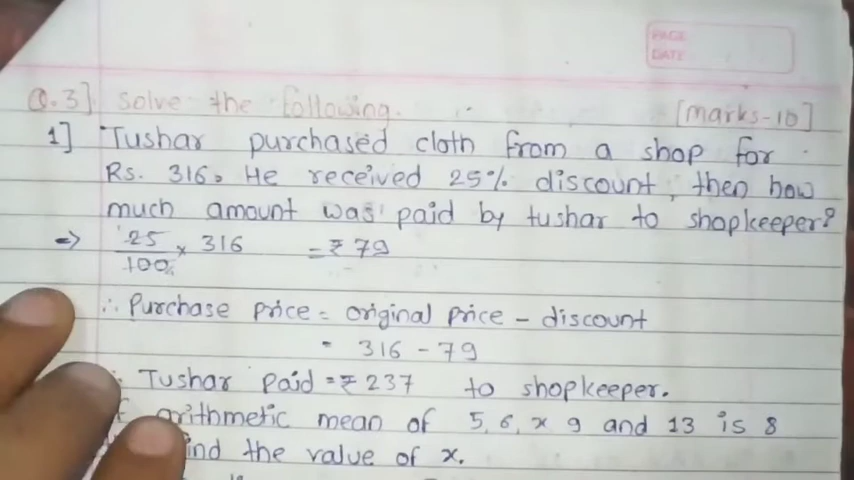 PAGE
DATE
Q.3] Solve the following. [marks-10]
1] Tushar purchased cloth from a shop for
Rs. 316. He received 25% discount, then how
much amount was paid by tushar to shopkeeper?
=> 25/100 × 316 = ₹ 79
∴ Purchase price = original price - discount
= 316 - 79
Tushar paid = ₹ 237 to shopkeeper.
arithmetic mean of 5, 6, x 9 and 13 is 8
the value of x.